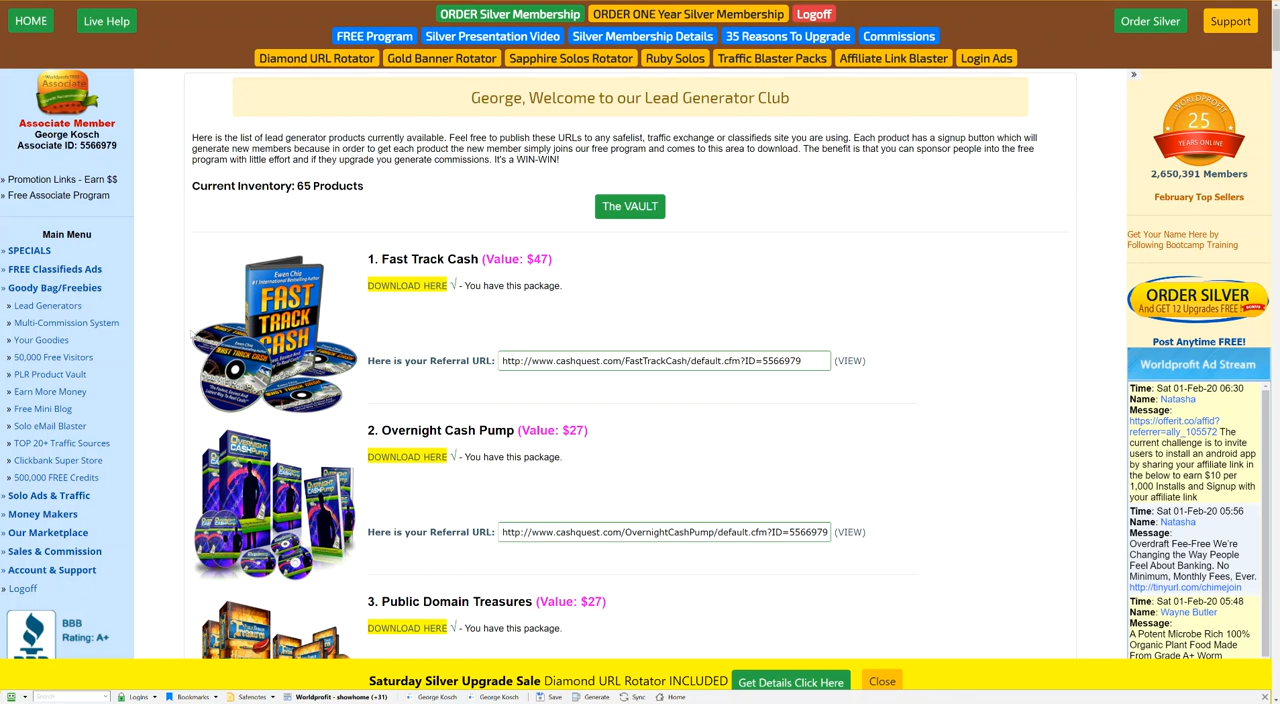 HOME
Live Help
ORDER Silver Membership
ORDER ONE Year Silver Membership
Logoff
Order Silver
Support
FREE Program
Silver Presentation Video
Silver Membership Details
35 Reasons To Upgrade
Commissions
Diamond URL Rotator
Gold Banner Rotator
Sapphire Solos Rotator
Ruby Solos
Traffic Blaster Packs
Affiliate Link Blaster
Login Ads
Associate
Associate Member
George Kosch
Associate ID: 5566979
» Promotion Links - Earn $$
» Free Associate Program
Main Menu
» SPECIALS
» FREE Classifieds Ads
» Goody Bag/Freebies
» Lead Generators
» Multi-Commission System
» Your Goodies
» 50,000 Free Visitors
» PLR Product Vault
» Earn More Money
» Free Mini Blog
» Solo eMail Blaster
» TOP 20+ Traffic Sources
» Clickbank Super Store
» 500,000 FREE Credits
» Solo Ads & Traffic
» Money Makers
» Our Marketplace
» Sales & Commission
» Account & Support
» Logoff
BBB
Rating: A+
BBB
George, Welcome to our Lead Generator Club
Here is the list of lead generator products currently available. Feel free to publish these URLs to any safelist, traffic exchange or classifieds site you are using. Each product has a signup button which will
generate new members because in order to get each product the new member simply joins our free program and comes to this area to download. The benefit is that you can sponsor people into the free
program with little effort and if they upgrade you generate commissions. It's a WIN-WIN!
Current Inventory: 65 Products
The VAULT
1. Fast Track Cash (Value: $47)
DOWNLOAD HERE √ - You have this package.
Here is your Referral URL: http://www.cashquest.com/FastTrackCash/default.cfm?ID=5566979 (VIEW)
Ewen Chia
FAST
TRACK
CASH
FAST TRACK
CASH
2. Overnight Cash Pump (Value: $27)
DOWNLOAD HERE √ - You have this package.
Here is your Referral URL: http://www.cashquest.com/OvernightCashPump/default.cfm?ID=5566979 (VIEW)
OVERNIGHT
CASH PUMP
3. Public Domain Treasures (Value: $27)
DOWNLOAD HERE √ - You have this package.
»
WORLDPROFIT
25
YEARS ONLINE
2,650,391 Members
February Top Sellers
Get Your Name Here by
Following Bootcamp Training
ORDER SILVER
And GET 12 Upgrades FREE!
Post Anytime FREE!
Worldprofit Ad Stream
Time: Sat 01-Feb-20 06:30
Name: Natasha
Message:
https://offerit.co/affid?
referrer=ally_105572 The
current challenge is to invite
users to install an android app
by sharing your affiliate link
in the below to earn $10 per
1,000 Installs and Signup with
your affiliate link
Time: Sat 01-Feb-20 05:56
Name: Natasha
Message:
Overdraft Fee-Free We're
Changing the Way People
Feel About Banking. No
Minimum, Monthly Fees, Ever.
http://tinyurl.com/chimejoin
Time: Sat 01-Feb-20 05:48
Name: Wayne Butler
Message:
A Potent Microbe Rich 100%
Organic Plant Food Made
From Grade A+ Worm
Saturday Silver Upgrade Sale Diamond URL Rotator INCLUDED
Get Details Click Here
Close
Search
Logins
Bookmarks
Safenotes
Worldprofit - showhome (+31)
George Kosch
George Kosch
Save
Generate
Sync
Home